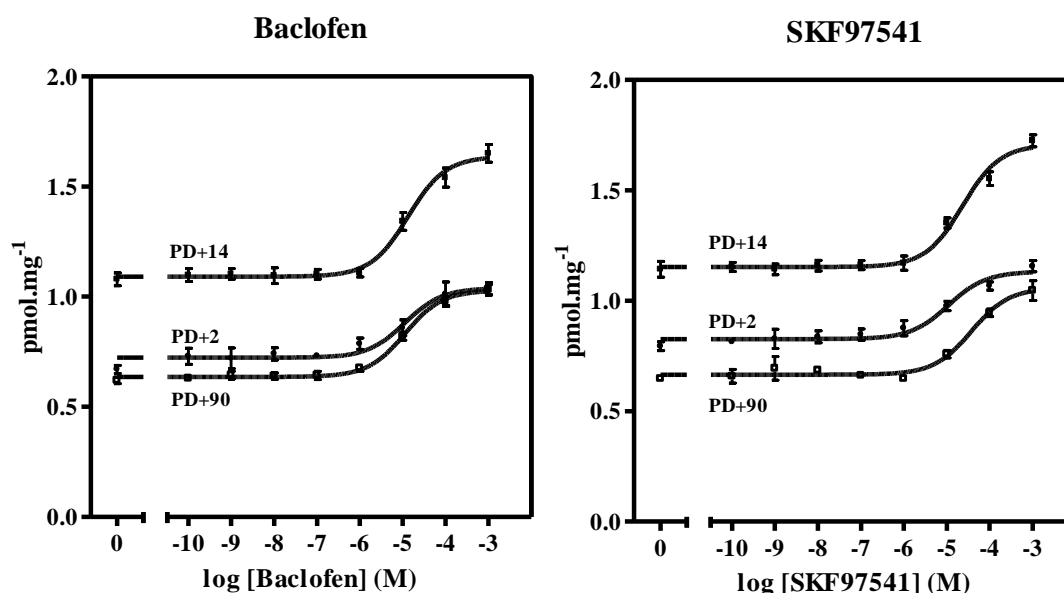 Baclofen
2.0
1.5
1.0
0.5
0.0
pmol.mg-1
PD+14
PD+2
PD+90
0 -10 -9 -8 -7 -6 -5 -4 -3
log [Baclofen] (M)
SKF97541
2.0
1.5
1.0
0.5
0.0
pmol.mg-1
PD+14
PD+2
PD+90
0 -10 -9 -8 -7 -6 -5 -4 -3
log [SKF97541] (M)